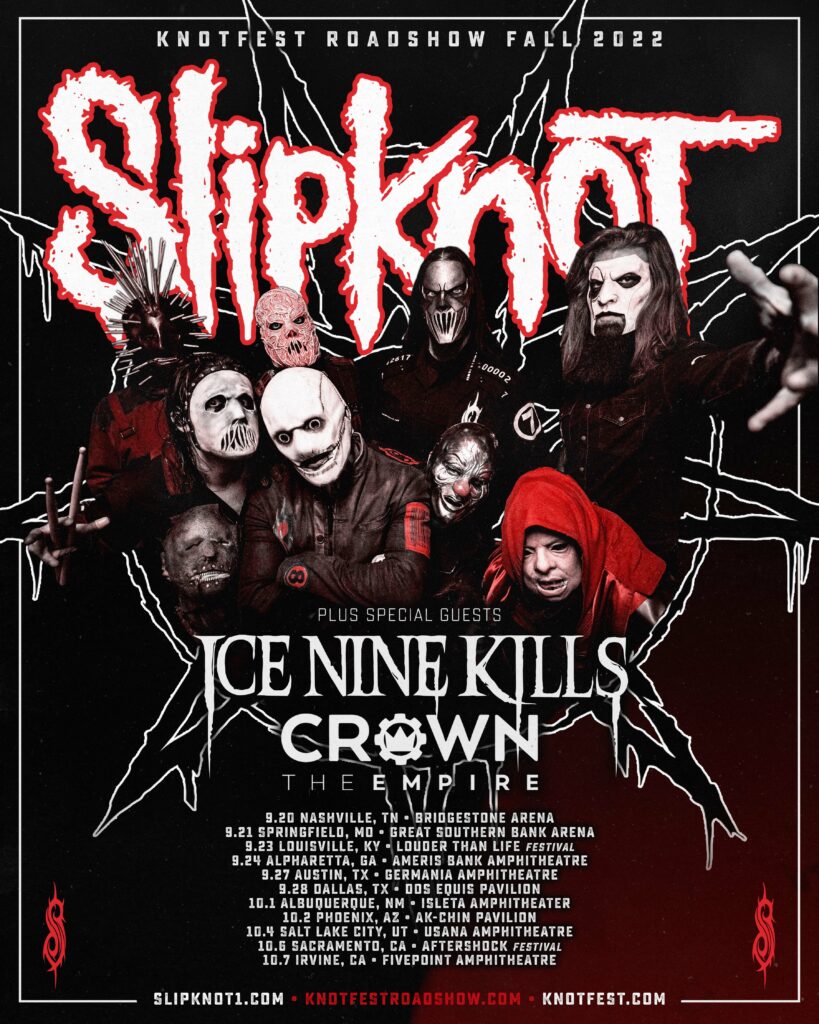 KNOTFEST ROADSHOW FALL 2022
SLIPKNOT
PLUS SPECIAL GUESTS
ICE NINE KILLS
CROWN
THE EMPIRE
9.20 NASHVILLE, TN • BRIDGESTONE ARENA
9.21 SPRINGFIELD, MO • GREAT SOUTHERN BANK ARENA
9.23 LOUISVILLE, KY • LOUDER THAN LIFE FESTIVAL
9.24 ALPHARETTA, GA • AMERIS BANK AMPHITHEATRE
9.27 AUSTIN, TX • GERMANIA AMPHITHEATRE
9.28 DALLAS, TX • DOS EQUIS PAVILION
10.1 ALBUQUERQUE, NM • ISLETA AMPHITHEATER
10.2 PHOENIX, AZ • AK-CHIN PAVILION
10.4 SALT LAKE CITY, UT • USANA AMPHITHEATRE
10.6 SACRAMENTO, CA • AFTERSHOCK FESTIVAL
10.7 IRVINE, CA • FIVEPOINT AMPHITHEATRE
SLIPKNOT1.COM • KNOTFESTROADSHOW.COM • KNOTFEST.COM